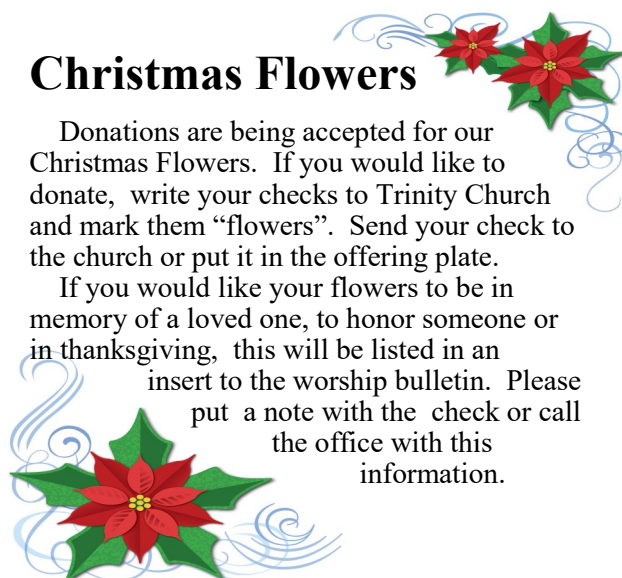 Christmas Flowers
Donations are being accepted for our
Christmas Flowers.  If you would like to
donate,  write your checks to Trinity Church
and mark them “flowers”.  Send your check to
the church or put it in the offering plate.
If you would like your flowers to be in
memory of a loved one, to honor someone or
in thanksgiving,  this will be listed in an
insert to the worship bulletin.  Please
put  a note with the  check or call
the office with this
information.